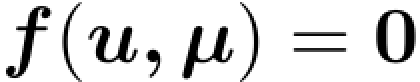 f(u, μ) = 0